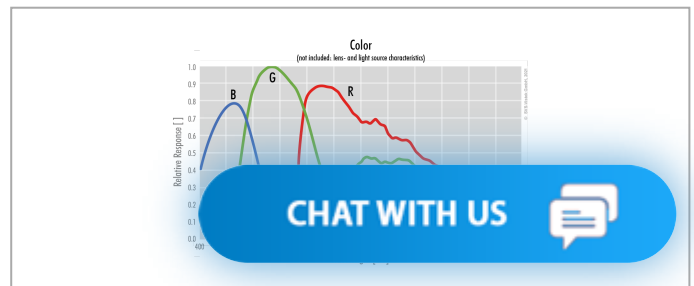 Color
(not included: lens- and light source characteristics)
1.0
0.9
0.8
0.7
0.6
0.5
0.4
0.3
0.2
0.1
0.0
400
Relative Response [ ]
B
G
R
CHAT WITH US